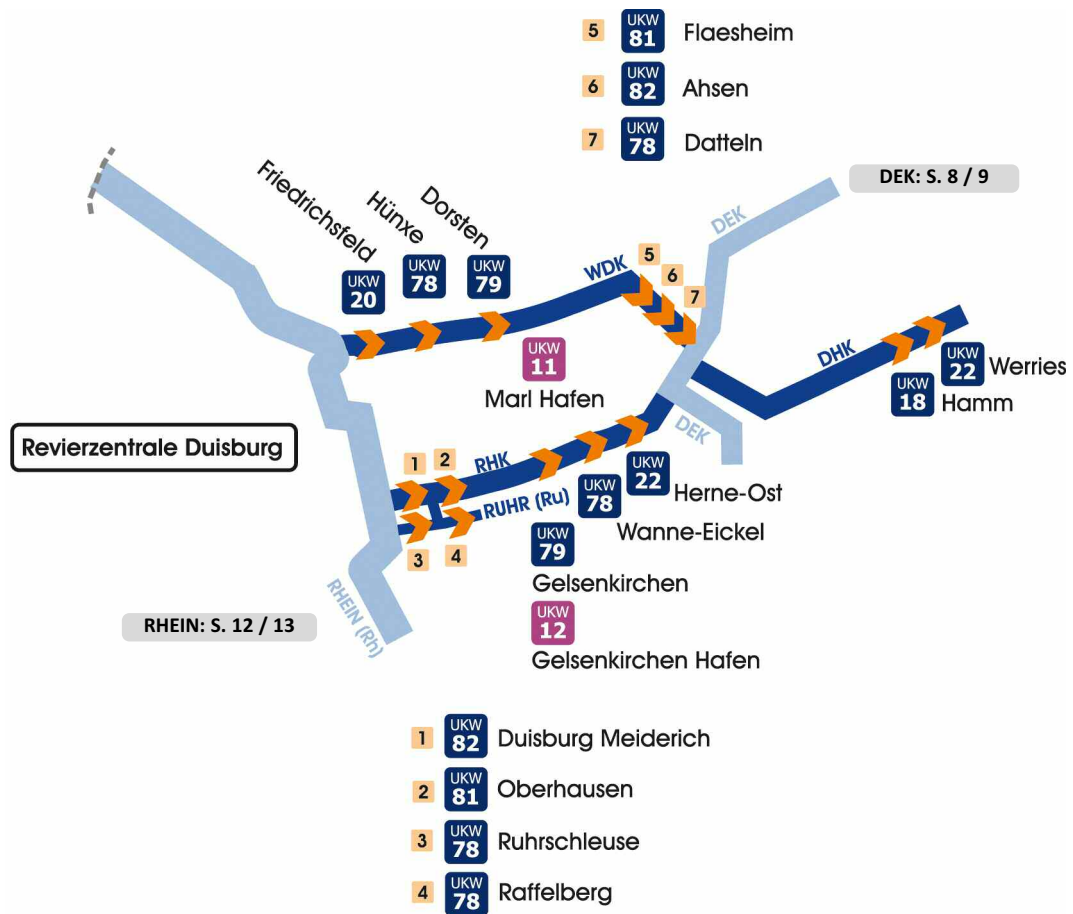 5 UKW 81 Flaesheim
6 UKW 82 Ahsen
7 UKW 78 Datteln
DEK: S. 8 / 9
Friedrichsfeld
Hünxe
Dorsten
UKW 20
UKW 78
UKW 79
WDK
5
6
7
DEK
UKW 11
Marl Hafen
DHK
UKW 22 Werries
UKW 18 Hamm
DEK
Revierzentrale Duisburg
1
2
RHK
RUHR (Ru)
3
4
UKW 22 Herne-Ost
UKW 78 Wanne-Eickel
UKW 79
Gelsenkirchen
UKW 12
Gelsenkirchen Hafen
RHEIN (Rh)
RHEIN: S. 12 / 13
1 UKW 82 Duisburg Meiderich
2 UKW 81 Oberhausen
3 UKW 78 Ruhrschleuse
4 UKW 78 Raffelberg